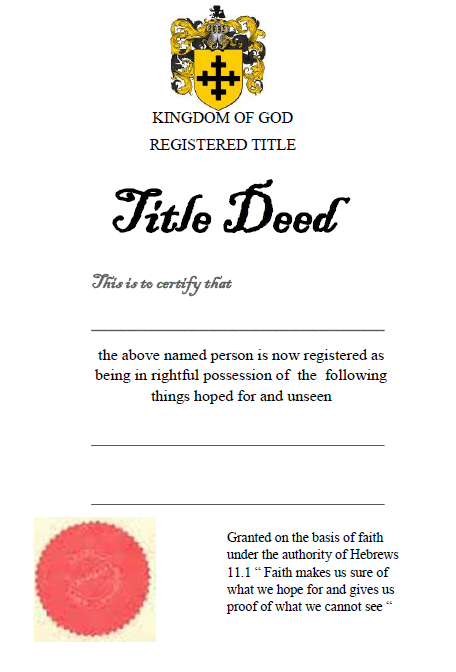 KINGDOM OF GOD
REGISTERED TITLE
Title Deed
This is to certify that
the above named person is now registered as
being in rightful possession of the following
things hoped for and unseen
Granted on the basis of faith
under the authority of Hebrews
11.1 “ Faith makes us sure of
what we hope for and gives us
proof of what we cannot see “